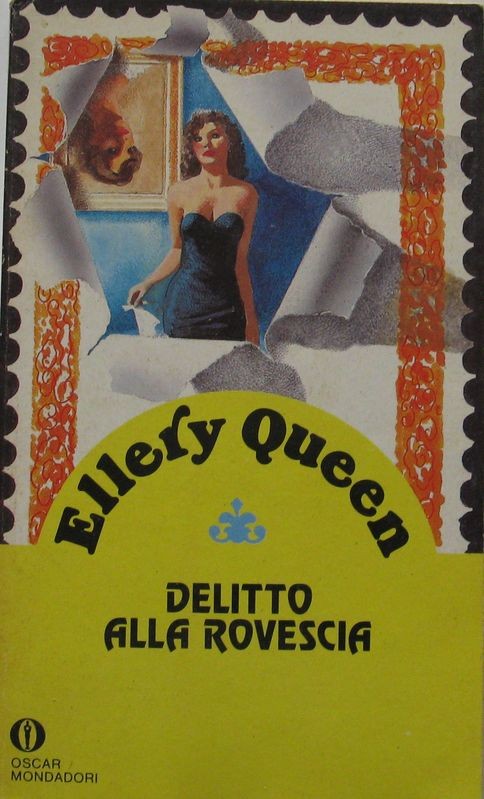 Ellery Queen
DELITTO
ALLA ROVESCIA
OSCAR
MONDADORI